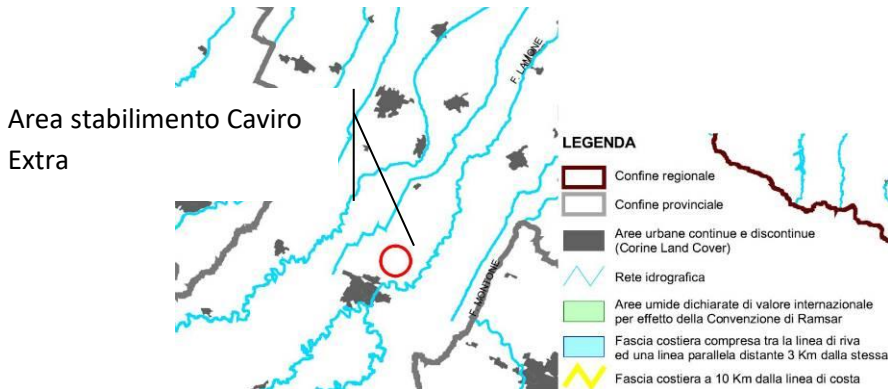 Area stabilimento Caviro
Extra
F. LAMONE
F. MONTONE
LEGENDA
Confine regionale
Confine provinciale
Aree urbane continue e discontinue
(Corine Land Cover)
Rete idrografica
Aree umide dichiarate di valore internazionale
per effetto della Convenzione di Ramsar
Fascia costiera compresa tra la linea di riva
ed una linea parallela distante 3 Km dalla stessa
Fascia costiera a 10 Km dalla linea di costa